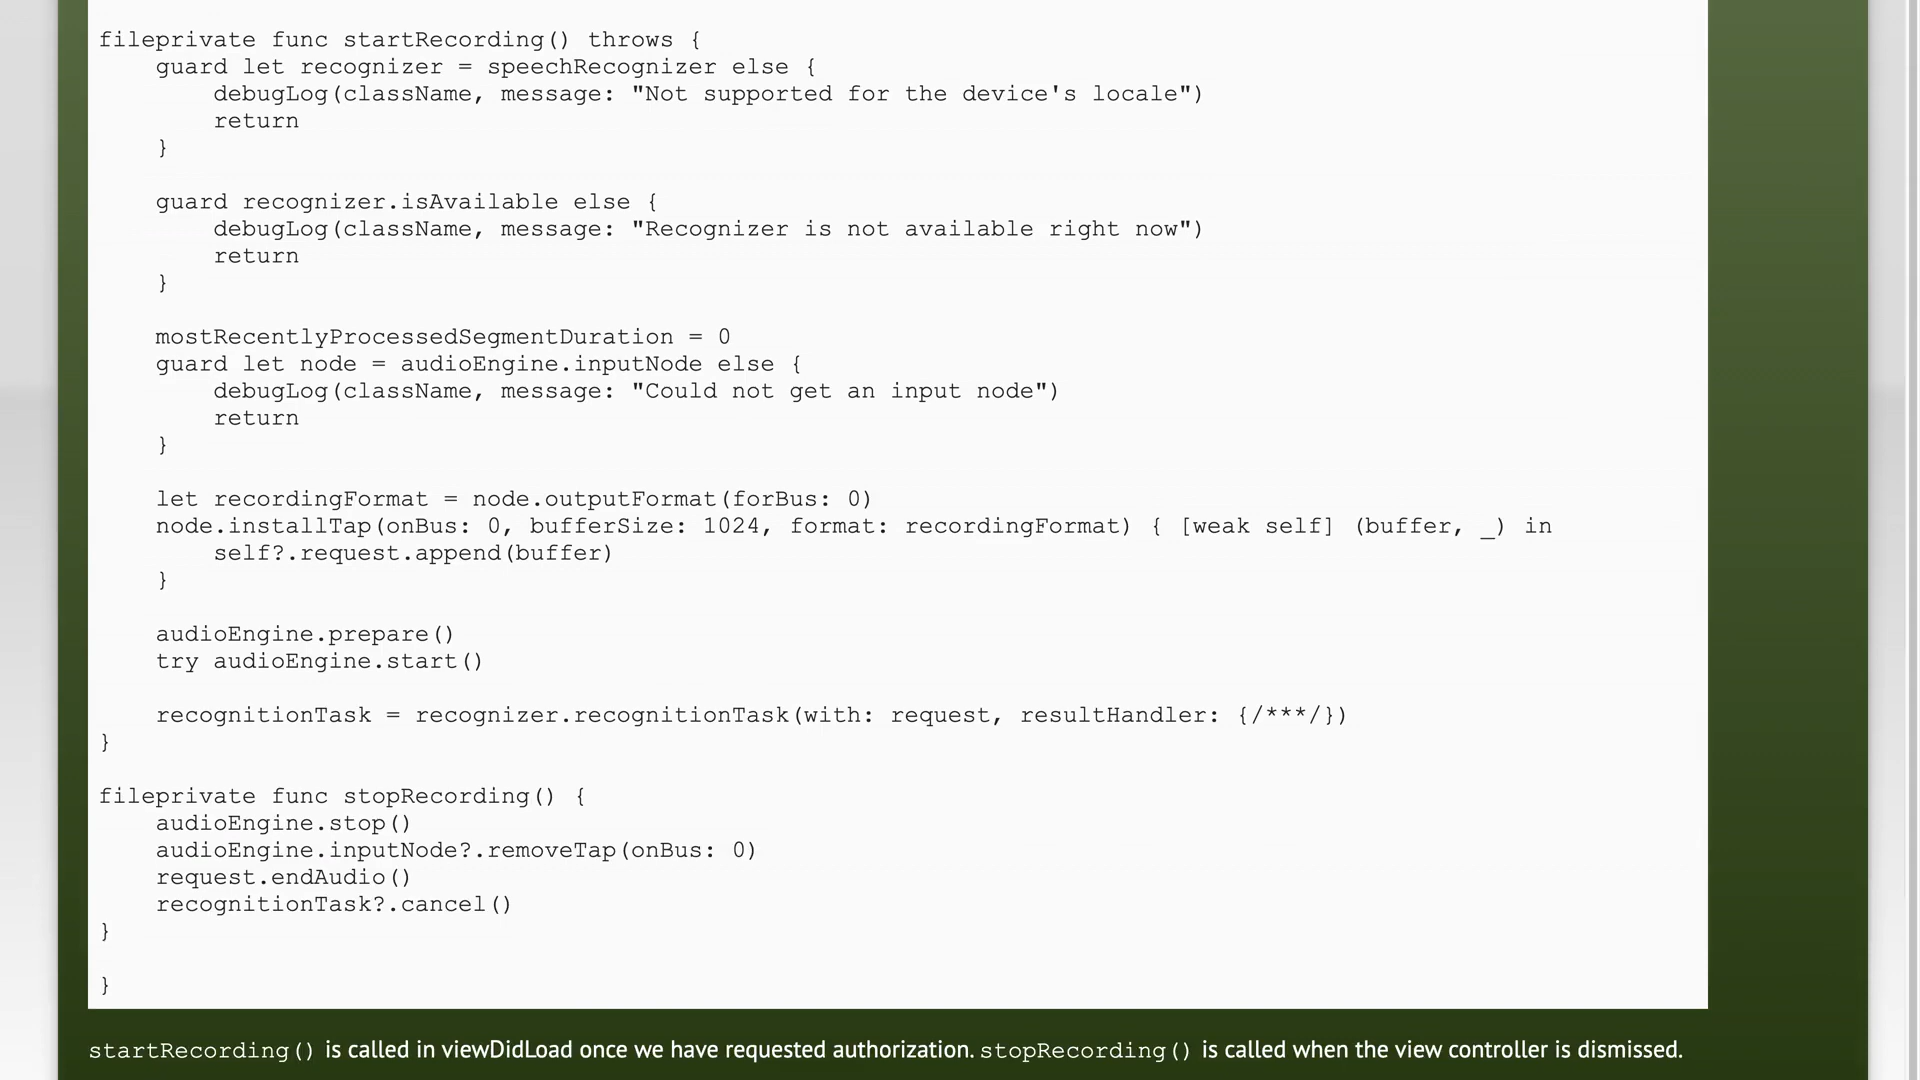 fileprivate func startRecording() throws {
    guard let recognizer = speechRecognizer else {
        debugLog(className, message: "Not supported for the device's locale")
        return
    }

    guard recognizer.isAvailable else {
        debugLog(className, message: "Recognizer is not available right now")
        return
    }

    mostRecentlyProcessedSegmentDuration = 0
    guard let node = audioEngine.inputNode else {
        debugLog(className, message: "Could not get an input node")
        return
    }

    let recordingFormat = node.outputFormat(forBus: 0)
    node.installTap(onBus: 0, bufferSize: 1024, format: recordingFormat) { [weak self] (buffer, _) in
        self?.request.append(buffer)
    }

    audioEngine.prepare()
    try audioEngine.start()

    recognitionTask = recognizer.recognitionTask(with: request, resultHandler: {/***/})
}

fileprivate func stopRecording() {
    audioEngine.stop()
    audioEngine.inputNode?.removeTap(onBus: 0)
    request.endAudio()
    recognitionTask?.cancel()
}

}
startRecording() is called in viewDidLoad once we have requested authorization. stopRecording() is called when the view controller is dismissed.